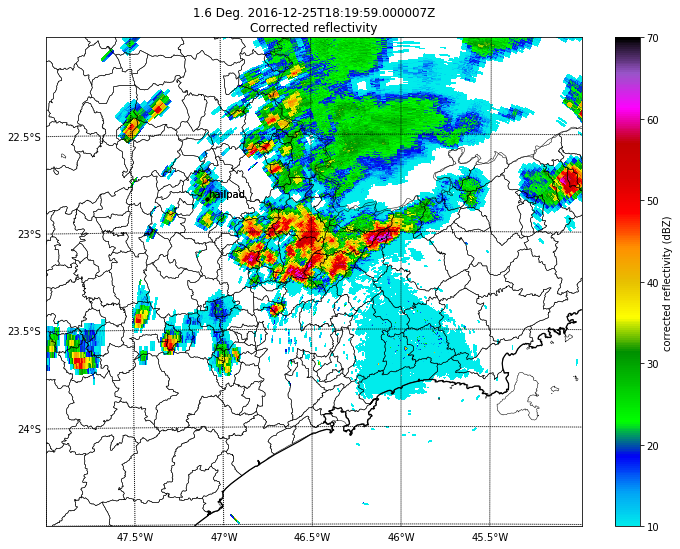 1.6 Deg. 2016-12-25T18:19:59.000007Z
Corrected reflectivity
22.5°S
23°S
23.5°S
24°S
hailpad
47.5°W
47°W
46.5°W
46°W
45.5°W
70
60
50
40
30
20
10
corrected reflectivity (dBZ)